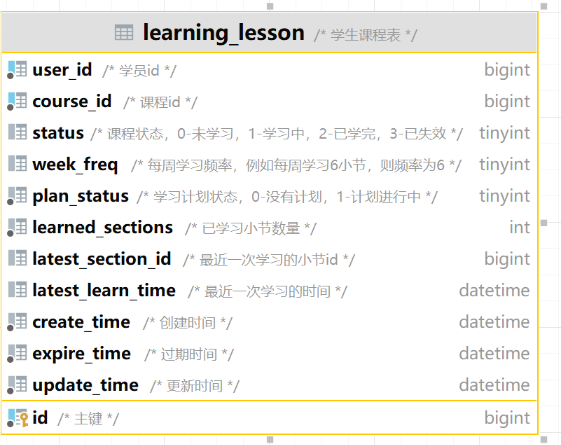 learning_lesson /* 学生课程表 */
user_id /* 学员id */ bigint
course_id /* 课程id */ bigint
status /* 课程状态，0-未学习，1-学习中，2-已学完，3-已失效 */ tinyint
week_freq /* 每周学习频率，例如每周学习6小节，则频率为6 */ tinyint
plan_status /* 学习计划状态，0-没有计划，1-计划进行中 */ tinyint
learned_sections /* 已学习小节数量 */ int
latest_section_id /* 最近一次学习的小节id */ bigint
latest_learn_time /* 最近一次学习的时间 */ datetime
create_time /* 创建时间 */ datetime
expire_time /* 过期时间 */ datetime
update_time /* 更新时间 */ datetime
id /* 主键 */ bigint